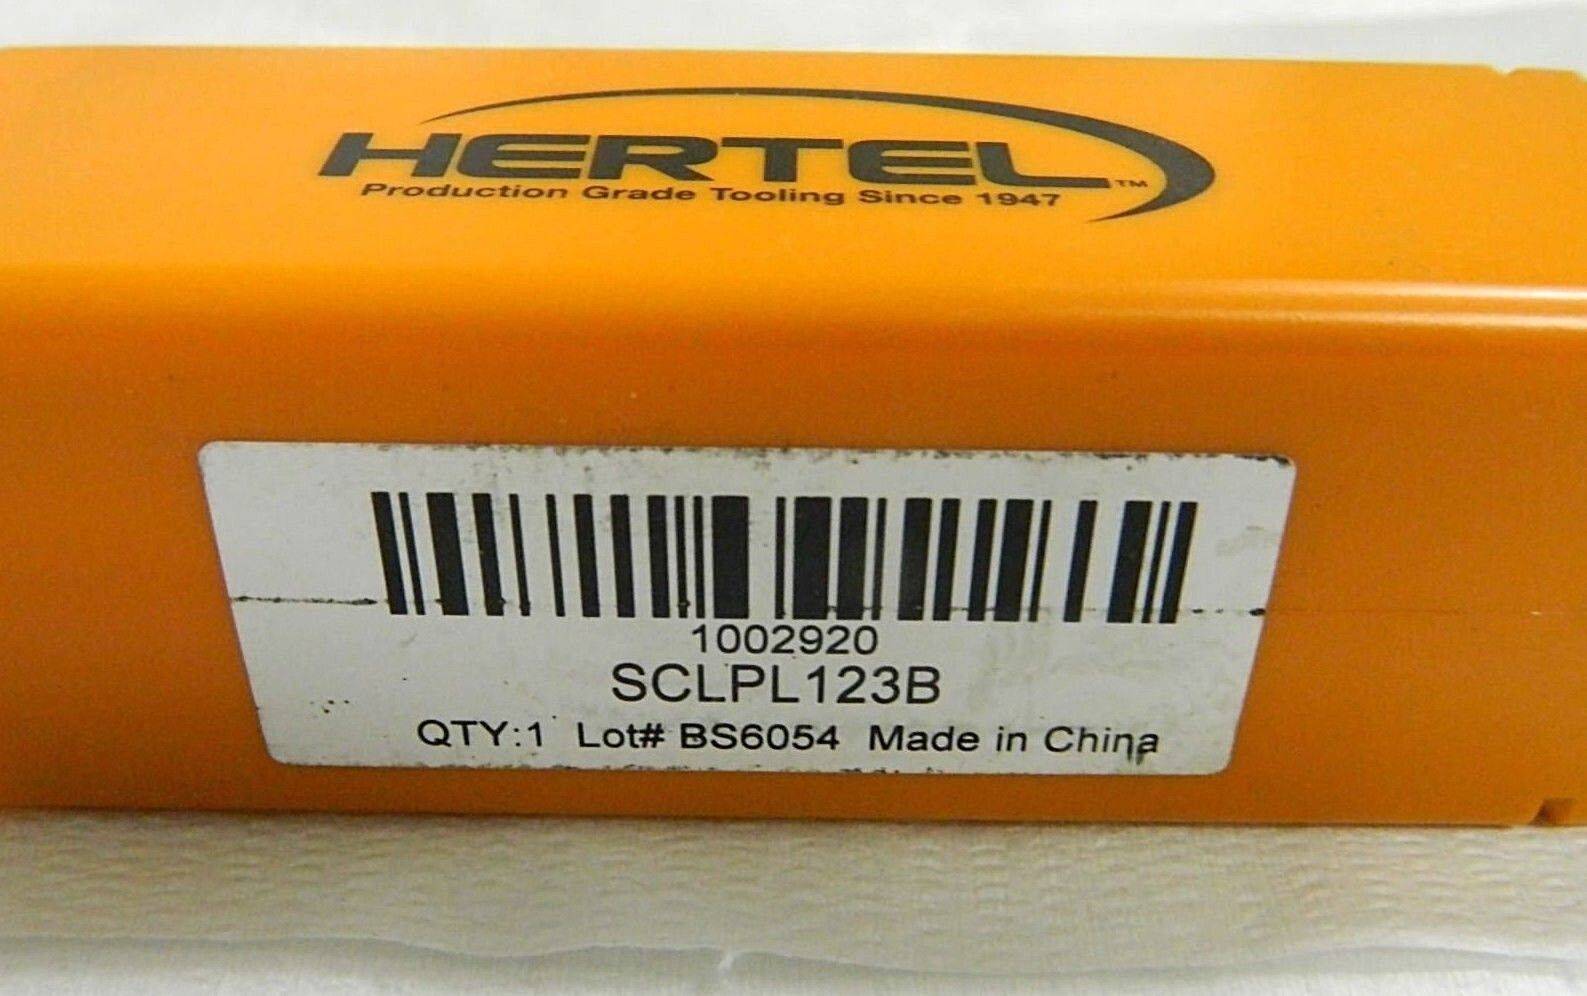 HERTEL™
Production Grade Tooling Since 1947
1002920
SCLPL123B
QTY:1 Lot# BS6054 Made in China